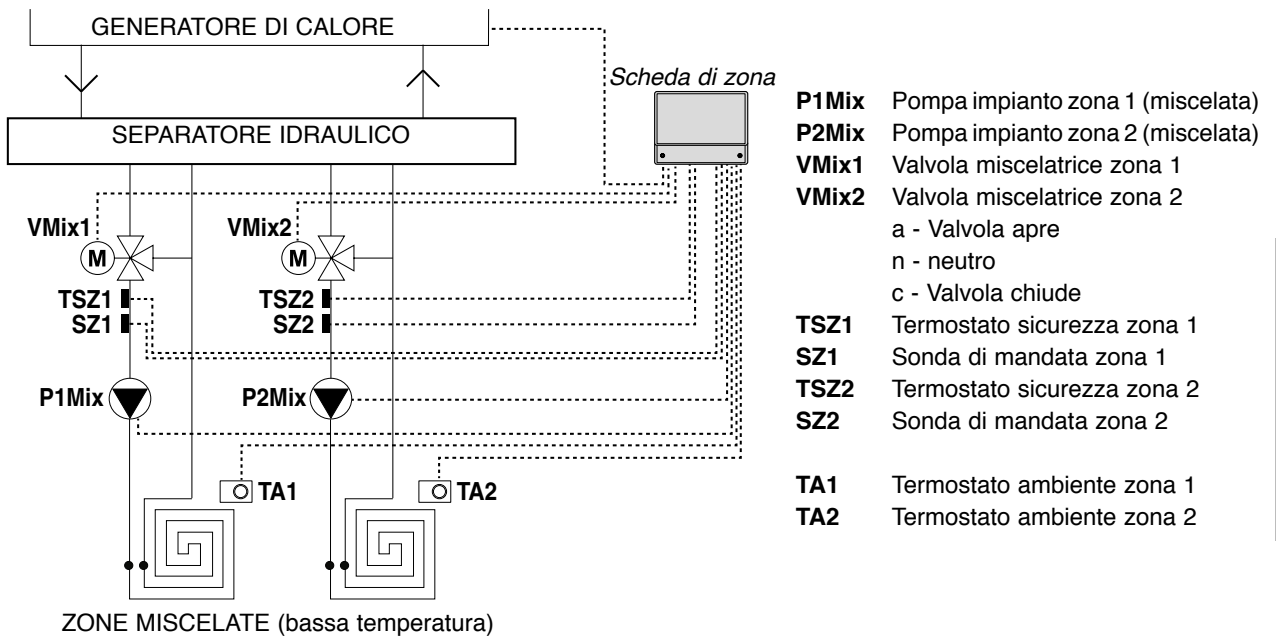 GENERATORE DI CALORE
Scheda di zona
SEPARATORE IDRAULICO
VMix1
VMix2
M
M
TSZ1
TSZ2
SZ1
SZ2
P1Mix
P2Mix
TA1
TA2
ZONE MISCELATE (bassa temperatura)
P1Mix Pompa impianto zona 1 (miscelata)
P2Mix Pompa impianto zona 2 (miscelata)
VMix1 Valvola miscelatrice zona 1
VMix2 Valvola miscelatrice zona 2
a - Valvola apre
n - neutro
c - Valvola chiude
TSZ1 Termostato sicurezza zona 1
SZ1 Sonda di mandata zona 1
TSZ2 Termostato sicurezza zona 2
SZ2 Sonda di mandata zona 2
TA1 Termostato ambiente zona 1
TA2 Termostato ambiente zona 2